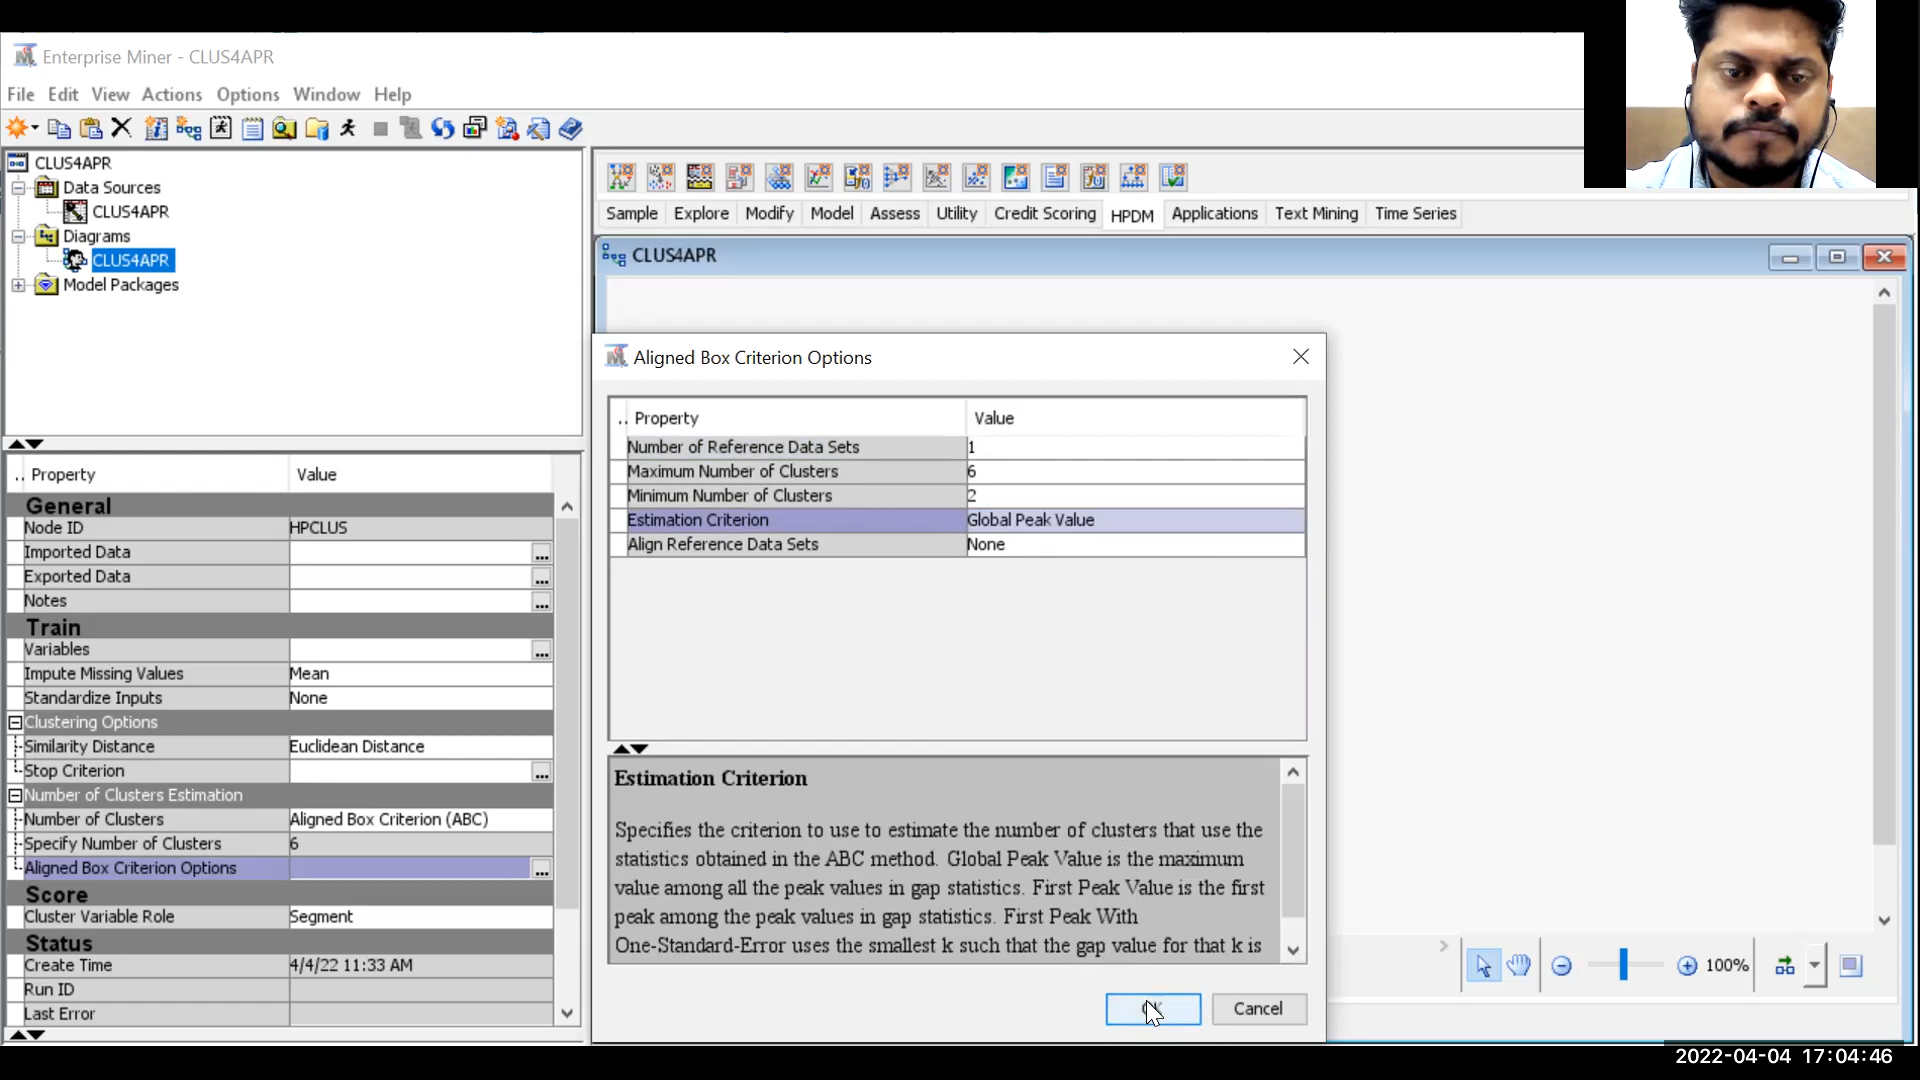 Enterprise Miner - CLUS4APR
File Edit View Actions Options Window Help
CLUS4APR
Data Sources
CLUS4APR
Diagrams
CLUS4APR
Model Packages
.. Property Value
General
Node ID HPCLUS
Imported Data ...
Exported Data ...
Notes ...
Train
Variables ...
Impute Missing Values Mean
Standardize Inputs None
Clustering Options
Similarity Distance Euclidean Distance
Stop Criterion ...
Number of Clusters Estimation
Number of Clusters Aligned Box Criterion (ABC)
Specify Number of Clusters 6
Aligned Box Criterion Options ...
Score
Cluster Variable Role Segment
Status
Create Time 4/4/22 11:33 AM
Run ID
Last Error
Sample Explore Modify Model Assess Utility Credit Scoring HPDM Applications Text Mining Time Series
CLUS4APR
Aligned Box Criterion Options
.. Property Value
Number of Reference Data Sets 1
Maximum Number of Clusters 6
Minimum Number of Clusters 2
Estimation Criterion Global Peak Value
Align Reference Data Sets None
Estimation Criterion
Specifies the criterion to use to estimate the number of clusters that use the
statistics obtained in the ABC method. Global Peak Value is the maximum
value among all the peak values in gap statistics. First Peak Value is the first
peak among the peak values in gap statistics. First Peak With
One-Standard-Error uses the smallest k such that the gap value for that k is
Cancel
100%
2022-04-04 17:04:46